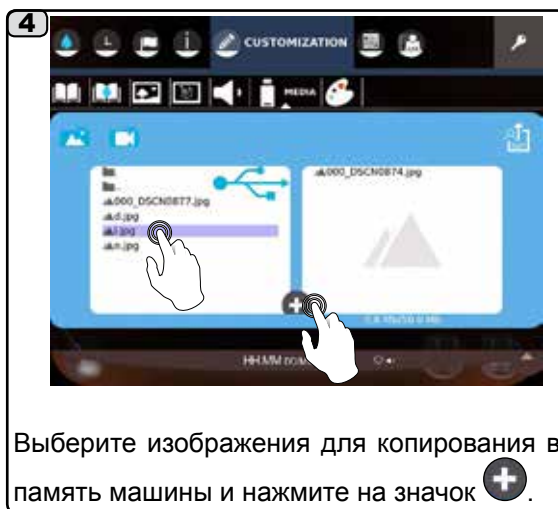 4
CUSTOMIZATION
MEDIA
000_DSCN0877.jpg
d.jpg
i.jpg
n.jpg
000_DSCN0874.jpg
HH:MM
Выберите изображения для копирования в
память машины и нажмите на значок +.